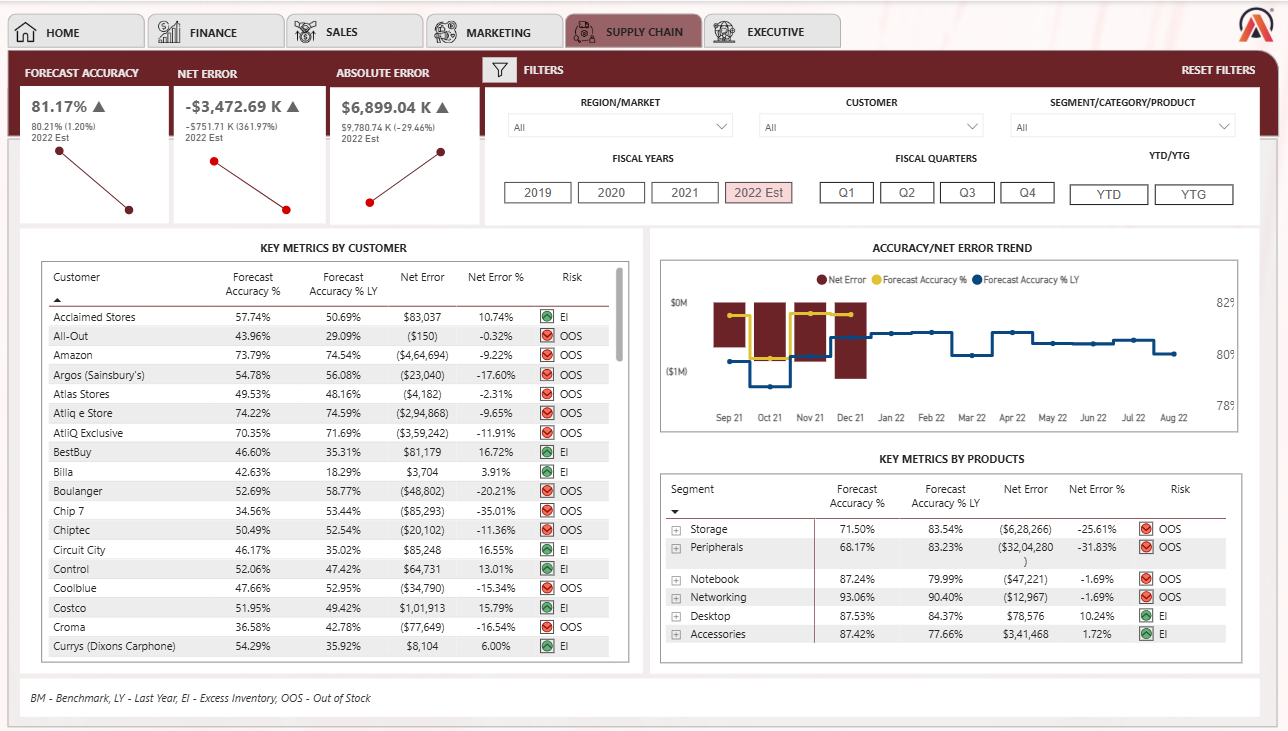 HOME
FINANCE
SALES
MARKETING
SUPPLY CHAIN
EXECUTIVE
FORECAST ACCURACY
NET ERROR
ABSOLUTE ERROR
FILTERS
RESET FILTERS
81.17% ▲
80.21% (1.20%)
2022 Est
-$3,472.69 K ▲
-$751.71 K (361.97%)
2022 Est
$6,899.04 K ▲
$9,780.74 K (-29.46%)
2022 Est
REGION/MARKET
CUSTOMER
SEGMENT/CATEGORY/PRODUCT
All
All
All
FISCAL YEARS
FISCAL QUARTERS
YTD/YTG
2019 2020 2021 2022 Est
Q1 Q2 Q3 Q4
YTD YTG
KEY METRICS BY CUSTOMER
Customer Forecast Accuracy % Forecast Accuracy % LY Net Error Net Error % Risk
Acclaimed Stores 57.74% 50.69% $83,037 10.74% EI
All-Out 43.96% 29.09% ($150) -0.32% OOS
Amazon 73.79% 74.54% ($4,64,694) -9.22% OOS
Argos (Sainsbury's) 54.78% 56.08% ($23,040) -17.60% OOS
Atlas Stores 49.53% 48.16% ($4,182) -2.31% OOS
Atliq e Store 74.22% 74.59% ($2,94,868) -9.65% OOS
AtliQ Exclusive 70.35% 71.69% ($3,59,242) -11.91% OOS
BestBuy 46.60% 35.31% $81,179 16.72% EI
Billa 42.63% 18.29% $3,704 3.91% EI
Boulanger 52.69% 58.77% ($48,802) -20.21% OOS
Chip 7 34.56% 53.44% ($85,293) -35.01% OOS
Chiptec 50.49% 52.54% ($20,102) -11.36% OOS
Circuit City 46.17% 35.02% $85,248 16.55% EI
Control 52.06% 47.42% $64,731 13.01% EI
Coolblue 47.66% 52.95% ($34,790) -15.34% OOS
Costco 51.95% 49.42% $1,01,913 15.79% EI
Croma 36.58% 42.78% ($77,649) -16.54% OOS
Currys (Dixons Carphone) 54.29% 35.92% $8,104 6.00% EI
ACCURACY/NET ERROR TREND
Net Error Forecast Accuracy % Forecast Accuracy % LY
$0M
($1M)
82%
80%
78%
Sep 21 Oct 21 Nov 21 Dec 21 Jan 22 Feb 22 Mar 22 Apr 22 May 22 Jun 22 Jul 22 Aug 22
KEY METRICS BY PRODUCTS
Segment Forecast Accuracy % Forecast Accuracy % LY Net Error Net Error % Risk
Storage 71.50% 83.54% ($6,28,266) -25.61% OOS
Peripherals 68.17% 83.23% ($32,04,280) -31.83% OOS
Notebook 87.24% 79.99% ($47,221) -1.69% OOS
Networking 93.06% 90.40% ($12,967) -1.69% OOS
Desktop 87.53% 84.37% $78,576 10.24% EI
Accessories 87.42% 77.66% $3,41,468 1.72% EI
BM - Benchmark, LY - Last Year, EI - Excess Inventory, OOS - Out of Stock